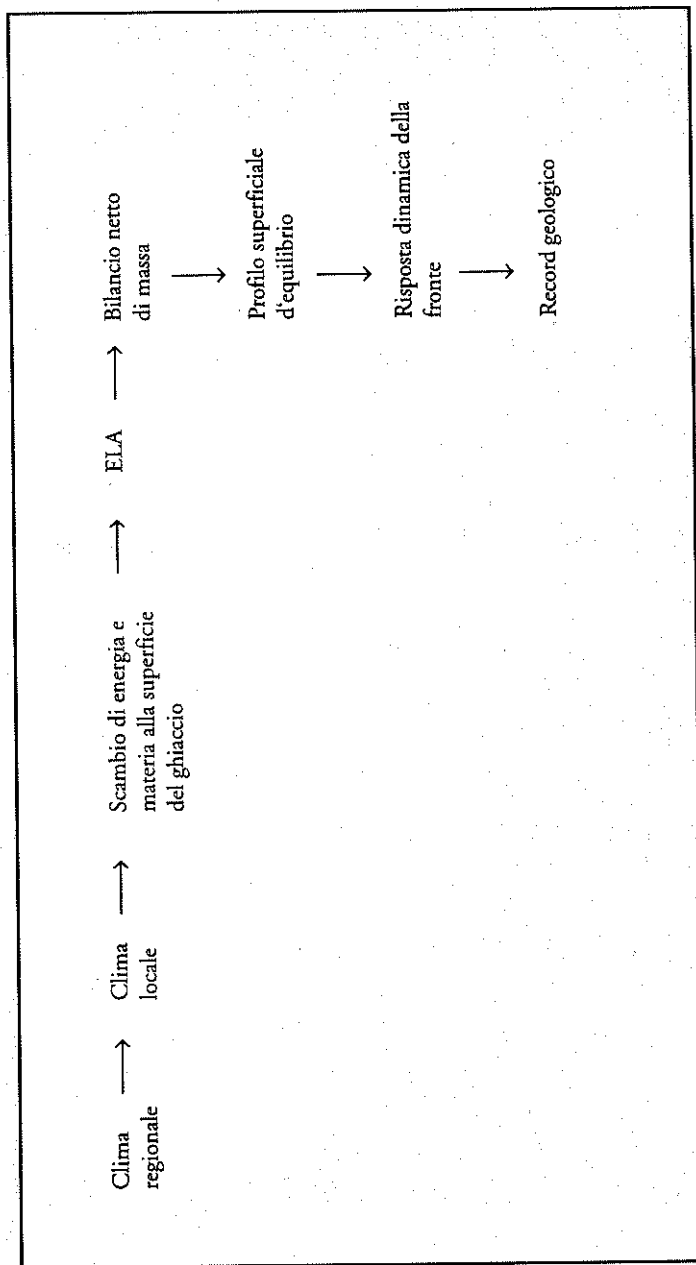 Clima
regionale
Clima
locale
Scambio di energia e
materia alla superficie
del ghiaccio
ELA
Bilancio netto
di massa
Profilo superficiale
d'equilibrio
Risposta dinamica della
fronte
Record geologico